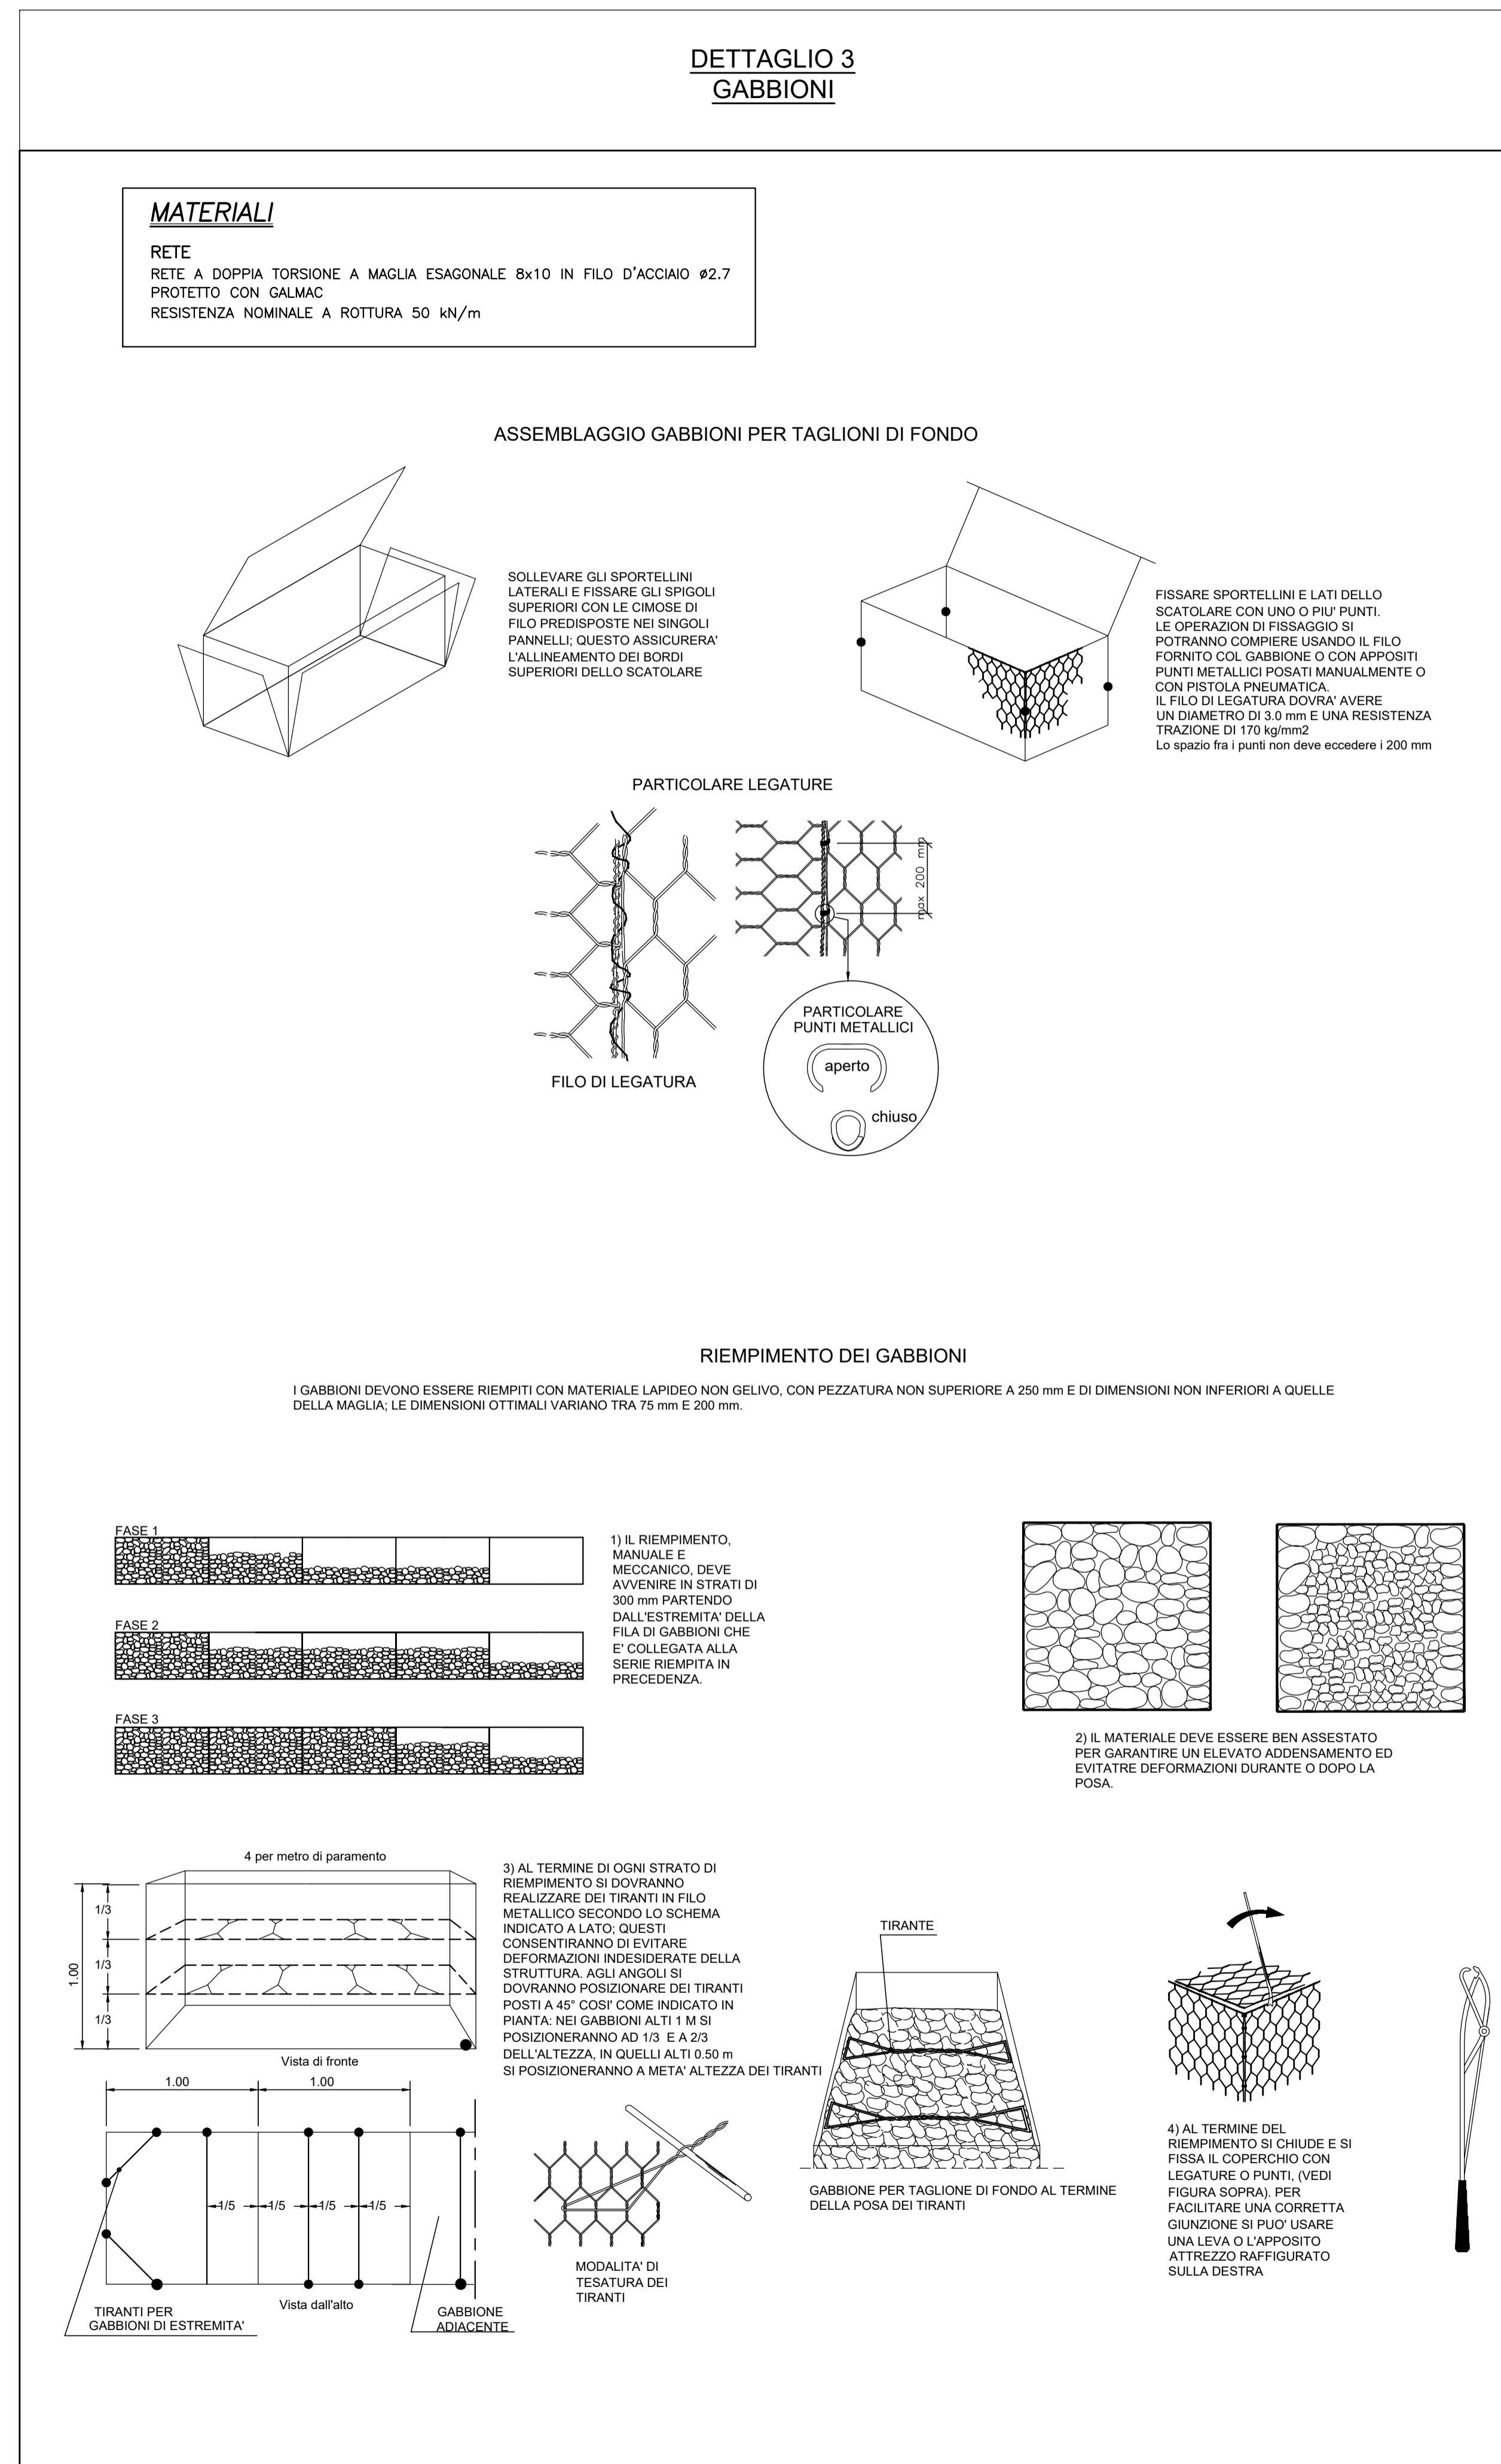 DETTAGLIO 3
GABBIONI
MATERIALI
RETE
RETE A DOPPIA TORSIONE A MAGLIA ESAGONALE 8x10 IN FILO D'ACCIAIO ø2.7
PROTETTO CON GALMAC
RESISTENZA NOMINALE A ROTTURA 50 kN/m
ASSEMBLAGGIO GABBIONI PER TAGLIONI DI FONDO
SOLLEVARE GLI SPORTELLINI
LATERALI E FISSARE GLI SPIGOLI
SUPERIORI CON LE CIMOSE DI
FILO PREDISPOSTE NEI SINGOLI
PANNELLI; QUESTO ASSICURERA'
L'ALLINEAMENTO DEI BORDI
SUPERIORI DELLO SCATOLARE
FISSARE SPORTELLINI E LATI DELLO
SCATOLARE CON UNO O PIU' PUNTI.
LE OPERAZION DI FISSAGGIO SI
POTRANNO COMPIERE USANDO IL FILO
FORNITO COL GABBIONE O CON APPOSITI
PUNTI METALLICI POSATI MANUALMENTE O
CON PISTOLA PNEUMATICA.
IL FILO DI LEGATURA DOVRA' AVERE
UN DIAMETRO DI 3.0 mm E UNA RESISTENZA
TRAZIONE DI 170 kg/mm2
Lo spazio fra i punti non deve eccedere i 200 mm
PARTICOLARE LEGATURE
max 200 mm
PARTICOLARE
PUNTI METALLICI
aperto
chiuso
FILO DI LEGATURA
RIEMPIMENTO DEI GABBIONI
I GABBIONI DEVONO ESSERE RIEMPITI CON MATERIALE LAPIDEO NON GELIVO, CON PEZZATURA NON SUPERIORE A 250 mm E DI DIMENSIONI NON INFERIORI A QUELLE
DELLA MAGLIA; LE DIMENSIONI OTTIMALI VARIANO TRA 75 mm E 200 mm.
FASE 1
FASE 2
FASE 3
1) IL RIEMPIMENTO,
MANUALE E
MECCANICO, DEVE
AVVENIRE IN STRATI DI
300 mm PARTENDO
DALL'ESTREMITA' DELLA
FILA DI GABBIONI CHE
E' COLLEGATA ALLA
SERIE RIEMPITA IN
PRECEDENZA.
2) IL MATERIALE DEVE ESSERE BEN ASSESTATO
PER GARANTIRE UN ELEVATO ADDENSAMENTO ED
EVITATRE DEFORMAZIONI DURANTE O DOPO LA
POSA.
4 per metro di paramento
1/3
1/3
1/3
1.00
Vista di fronte
3) AL TERMINE DI OGNI STRATO DI
RIEMPIMENTO SI DOVRANNO
REALIZZARE DEI TIRANTI IN FILO
METALLICO SECONDO LO SCHEMA
INDICATO A LATO; QUESTI
CONSENTIRANNO DI EVITARE
DEFORMAZIONI INDESIDERATE DELLA
STRUTTURA. AGLI ANGOLI SI
DOVRANNO POSIZIONARE DEI TIRANTI
POSTI A 45° COSI' COME INDICATO IN
PIANTA: NEI GABBIONI ALTI 1 M SI
POSIZIONERANNO AD 1/3 E A 2/3
DELL'ALTEZZA, IN QUELLI ALTI 0.50 m
SI POSIZIONERANNO A META' ALTEZZA DEI TIRANTI
1.00
1.00
1/5
1/5
1/5
1/5
TIRANTI PER
GABBIONI DI ESTREMITA'
Vista dall'alto
GABBIONE
ADIACENTE
MODALITA' DI
TESATURA DEI
TIRANTI
TIRANTE
GABBIONE PER TAGLIONE DI FONDO AL TERMINE
DELLA POSA DEI TIRANTI
4) AL TERMINE DEL
RIEMPIMENTO SI CHIUDE E SI
FISSA IL COPERCHIO CON
LEGATURE O PUNTI, (VEDI
FIGURA SOPRA). PER
FACILITARE UNA CORRETTA
GIUNZIONE SI PUO' USARE
UNA LEVA O L'APPOSITO
ATTREZZO RAFFIGURATO
SULLA DESTRA